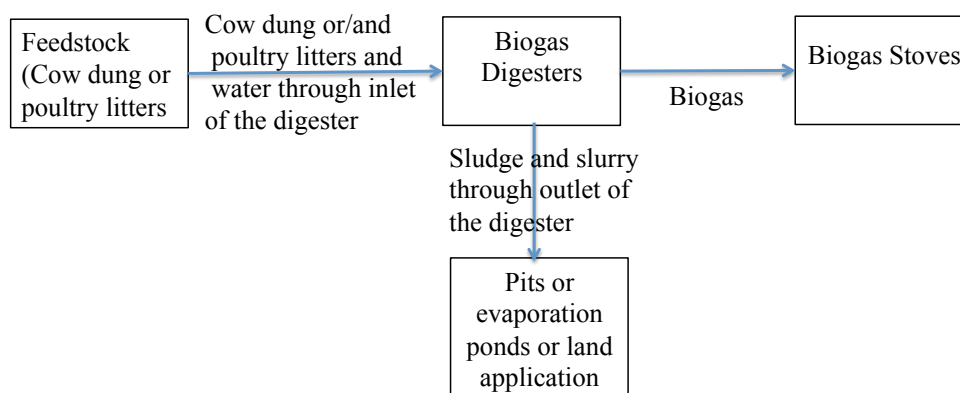 Feedstock
(Cow dung or
poultry litters
Cow dung or/and
poultry litters and
water through inlet
of the digester
Biogas
Digesters
Biogas
Biogas Stoves
Sludge and slurry
through outlet of
the digester
Pits or
evaporation
ponds or land
application